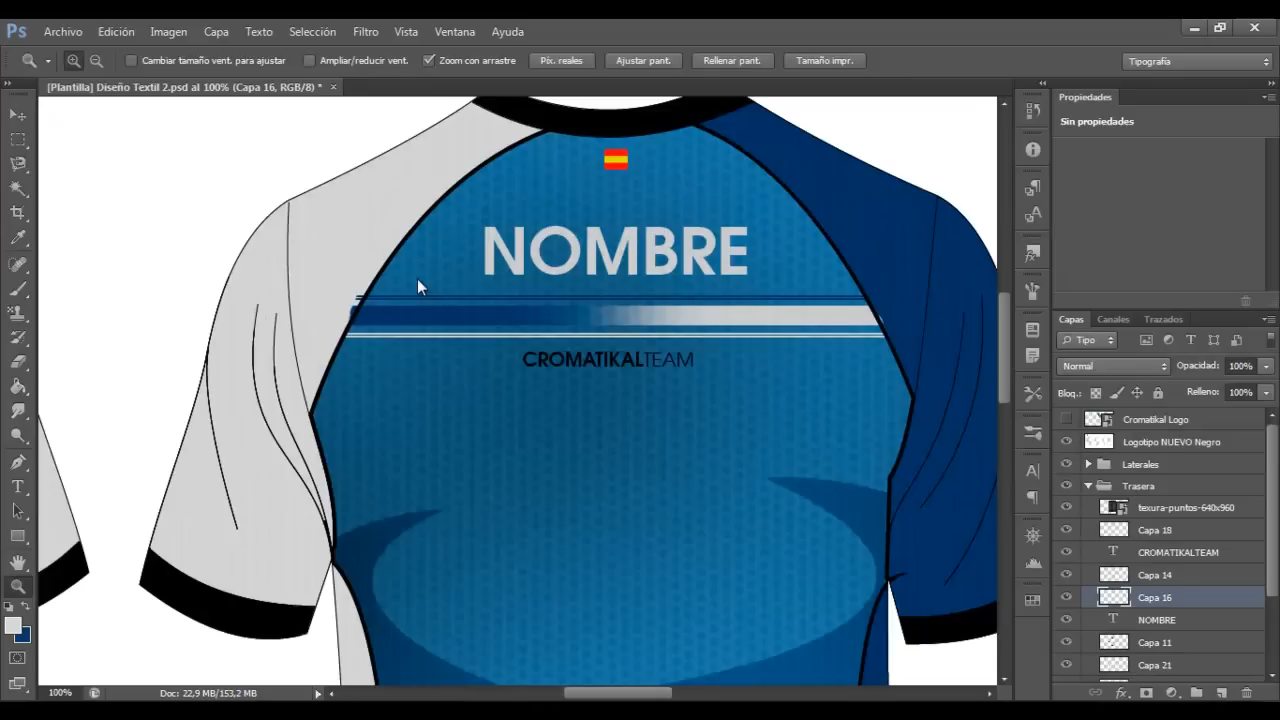 Ps Archivo Edición Imagen Capa Texto Selección Filtro Vista Ventana Ayuda
Cambiar tamaño vent. para ajustar Ampliar/reducir vent. Zoom con arrastre Píx. reales Ajustar pant. Rellenar pant. Tamaño impr. Tipografía
[Plantilla] Diseño Textil 2.psd al 100% (Capa 16, RGB/8) * ×
Propiedades
Sin propiedades
NOMBRE
CROMATIKALTEAM
Capas Canales Trazados
Tipo
Normal Opacidad: 100%
Bloq.: Relleno: 100%
Cromatikal Logo
Logotipo NUEVO Negro
Laterales
Trasera
texura-puntos-640x960
Capa 18
CROMATIKALTEAM
Capa 14
Capa 16
NOMBRE
Capa 11
Capa 21
100% Doc: 22,9 MB/153,2 MB